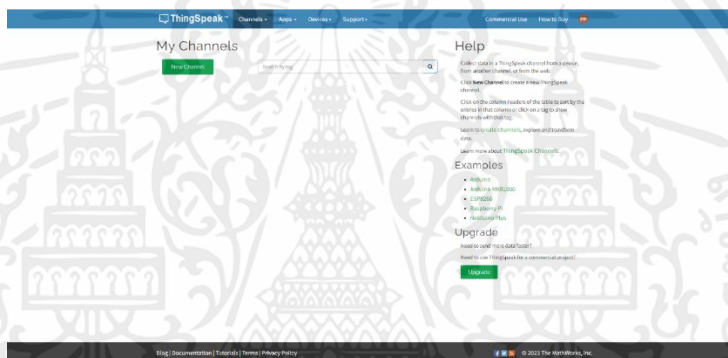 ThingSpeak™ Channels Apps Devices Support Commercial Use How to Buy PP
My Channels
New Channel
Search by tag
Help
Collect data in a ThingSpeak channel from a device,
from another channel, or from the web.
Click New Channel to create a new ThingSpeak
channel.
Click on the column headers of the table to sort by the
entries in that column or click on a tag to show
channels with that tag.
Learn to create channels, explore and transform
data.
Learn more about ThingSpeak Channels.
Examples
Arduino
Arduino MKR1000
ESP8266
Raspberry Pi
Netduino Plus
Upgrade
Need to send more data faster?
Need to use ThingSpeak for a commercial project?
Upgrade
Blog | Documentation | Tutorials | Terms | Privacy Policy
© 2023 The MathWorks, Inc.